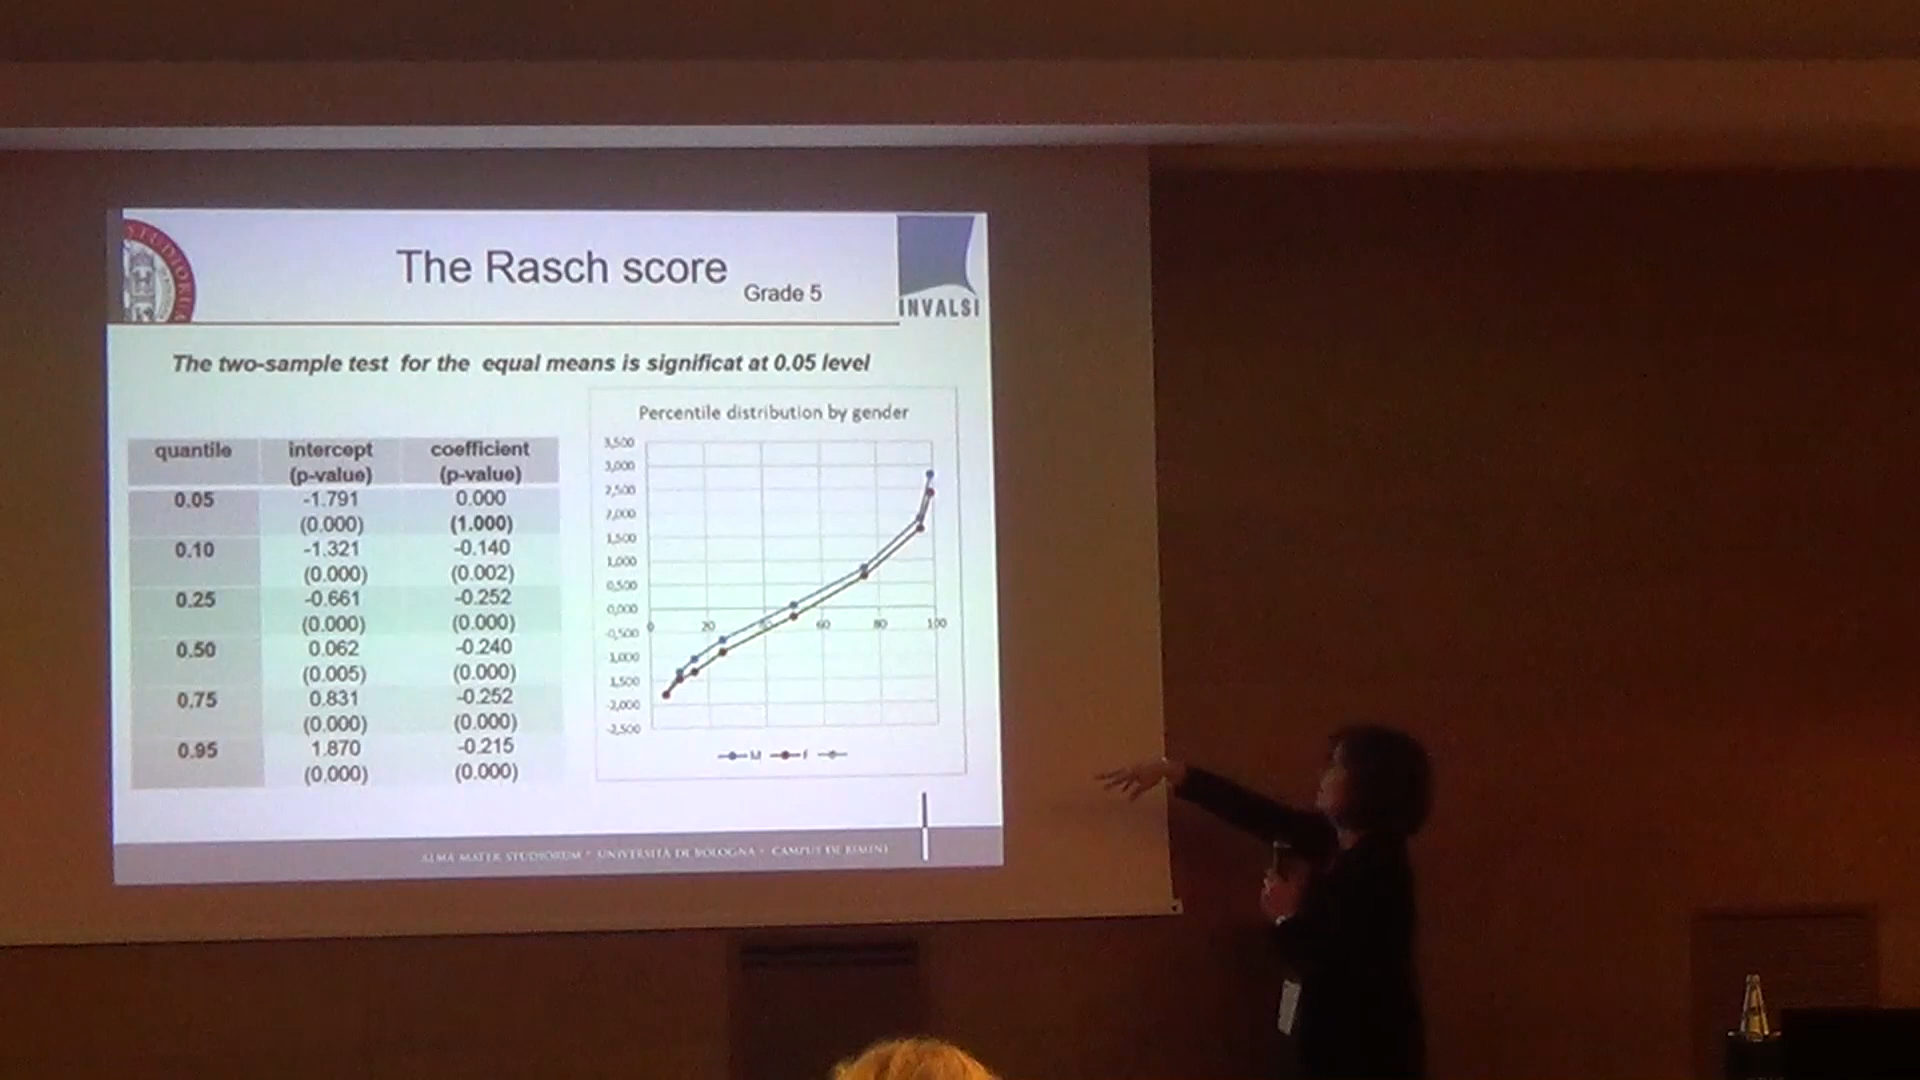 STUDIORUM
The Rasch score
Grade 5
INVALSI
The two-sample test for the equal means is significat at 0.05 level
quantile intercept coefficient
(p-value) (p-value)
0.05 -1.791 0.000
(0.000) (1.000)
0.10 -1.321 -0.140
(0.000) (0.002)
0.25 -0.661 -0.252
(0.000) (0.000)
0.50 0.062 -0.240
(0.005) (0.000)
0.75 0.831 -0.252
(0.000) (0.000)
0.95 1.870 -0.215
(0.000) (0.000)
Percentile distribution by gender
3,500
3,000
2,500
2,000
1,500
1,000
0,500
0,000
0 20 40 60 80 100
-0,500
1,000
1,500
-2,000
-2,500
M F
ALMA MATER STUDIORUM • UNIVERSITÀ DI BOLOGNA • CAMPUS DI RIMINI